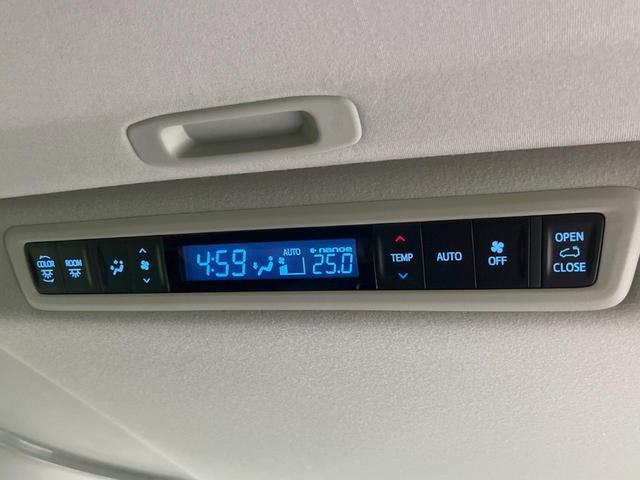 COLOR
ROOM
4:59
AUTO
nanoe
25.0
TEMP
AUTO
OFF
OPEN
CLOSE